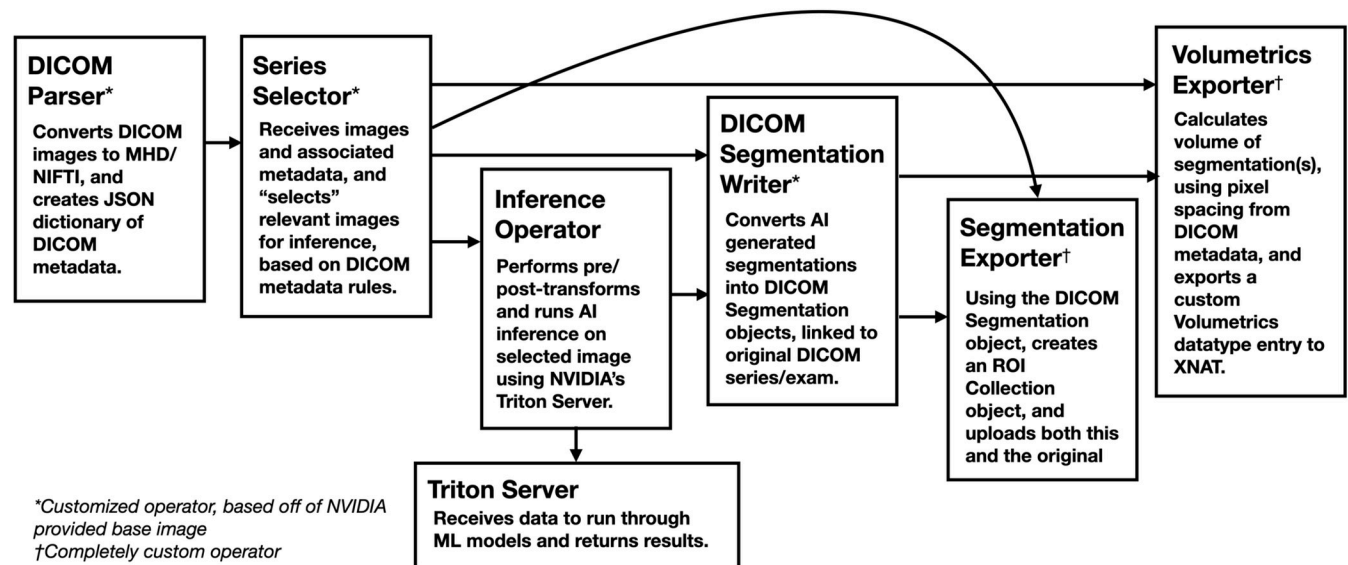 DICOM
Parser*
Converts DICOM
images to MHD/
NIFTI, and
creates JSON
dictionary of
DICOM
metadata.
Series
Selector*
Receives images
and associated
metadata, and
“selects”
relevant images
for inference,
based on DICOM
metadata rules.
Inference
Operator
Performs pre/
post-transforms
and runs AI
inference on
selected image
using NVIDIA’s
Triton Server.
Triton Server
Receives data to run through
ML models and returns results.
DICOM
Segmentation
Writer*
Converts AI
generated
segmentations
into DICOM
Segmentation
objects, linked to
original DICOM
series/exam.
Segmentation
Exporter†
Using the DICOM
Segmentation
object, creates
an ROI
Collection
object, and
uploads both this
and the original
Volumetrics
Exporter†
Calculates
volume of
segmentation(s),
using pixel
spacing from
DICOM
metadata, and
exports a
custom
Volumetrics
datatype entry to
XNAT.
*Customized operator, based off of NVIDIA
provided base image
†Completely custom operator